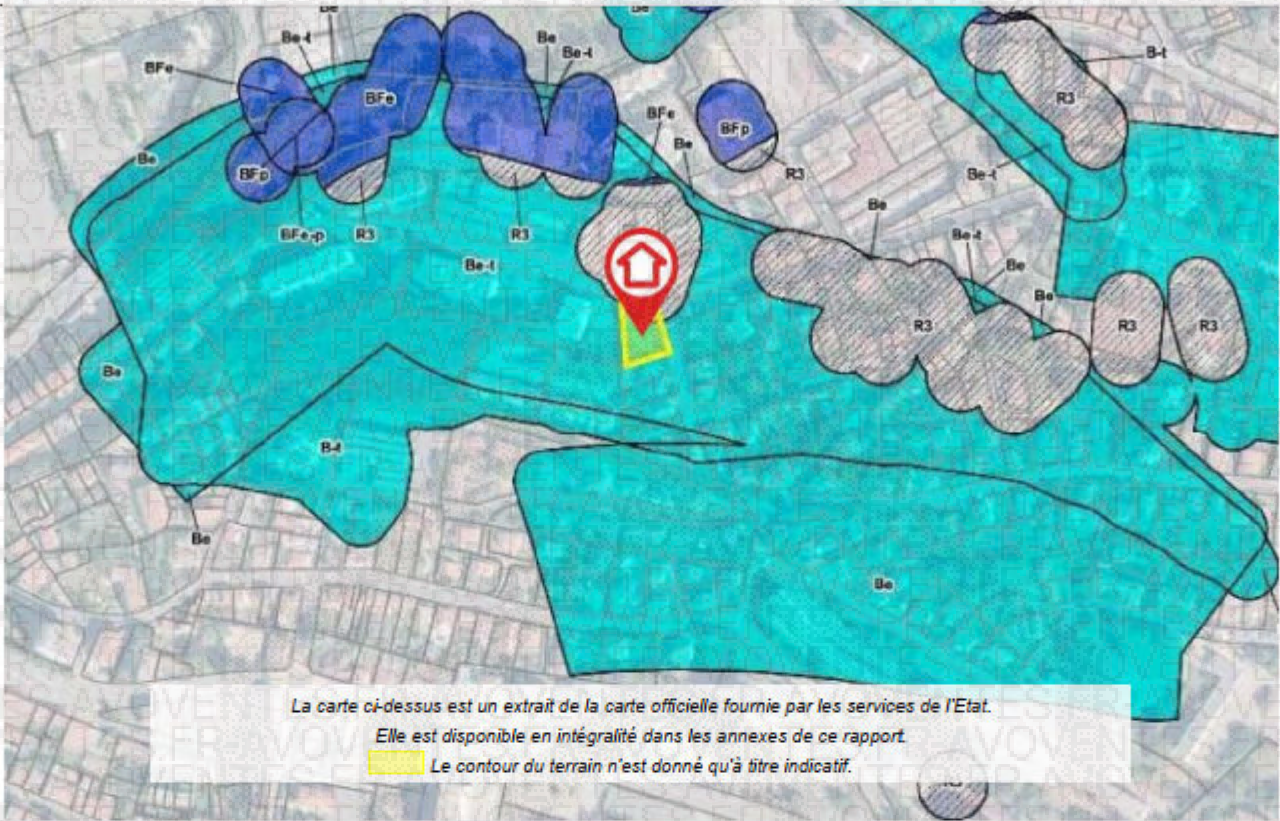 Be
Be
Be-t
Be
Be-t
B-t
BFe
BFe
R3
BFe
BFp
Be
Be
BFp
R3
Be-t
BFe-p
R3
R3
Be
Be-t
Be-t
Be
Be
R3
R3
R3
Be
B-t
Be
Be
La carte ci-dessus est un extrait de la carte officielle fournie par les services de l'Etat.
Elle est disponible en intégralité dans les annexes de ce rapport.
Le contour du terrain n'est donné qu'à titre indicatif.